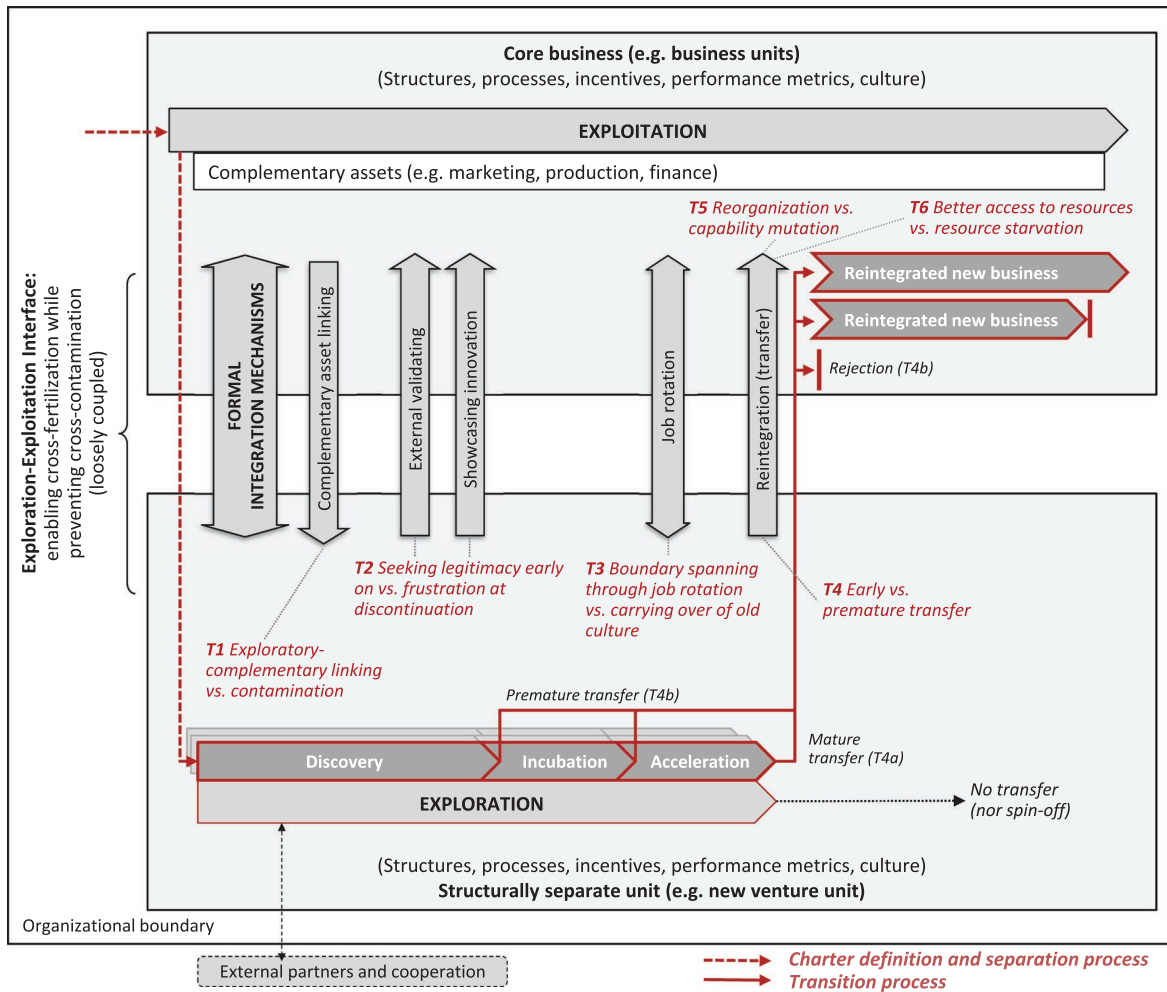 Core business (e.g. business units)
(Structures, processes, incentives, performance metrics, culture)
EXPLOITATION
Complementary assets (e.g. marketing, production, finance)
T5 Reorganization vs.
capability mutation
T6 Better access to resources
vs. resource starvation
Reintegrated new business
Reintegrated new business
Rejection (T4b)
Exploration-Exploitation Interface:
enabling cross-fertilization while
preventing cross-contamination
(loosely coupled)
FORMAL
INTEGRATION MECHANISMS
Complementary asset linking
External validating
Showcasing innovation
Job rotation
Reintegration (transfer)
T2 Seeking legitimacy early
on vs. frustration at
discontinuation
T3 Boundary spanning
through job rotation
vs. carrying over of old
culture
T4 Early vs.
premature transfer
T1 Exploratory-
complementary linking
vs. contamination
Premature transfer (T4b)
Mature
transfer (T4a)
Discovery
Incubation
Acceleration
EXPLORATION
No transfer
(nor spin-off)
(Structures, processes, incentives, performance metrics, culture)
Structurally separate unit (e.g. new venture unit)
Organizational boundary
External partners and cooperation
Charter definition and separation process
Transition process